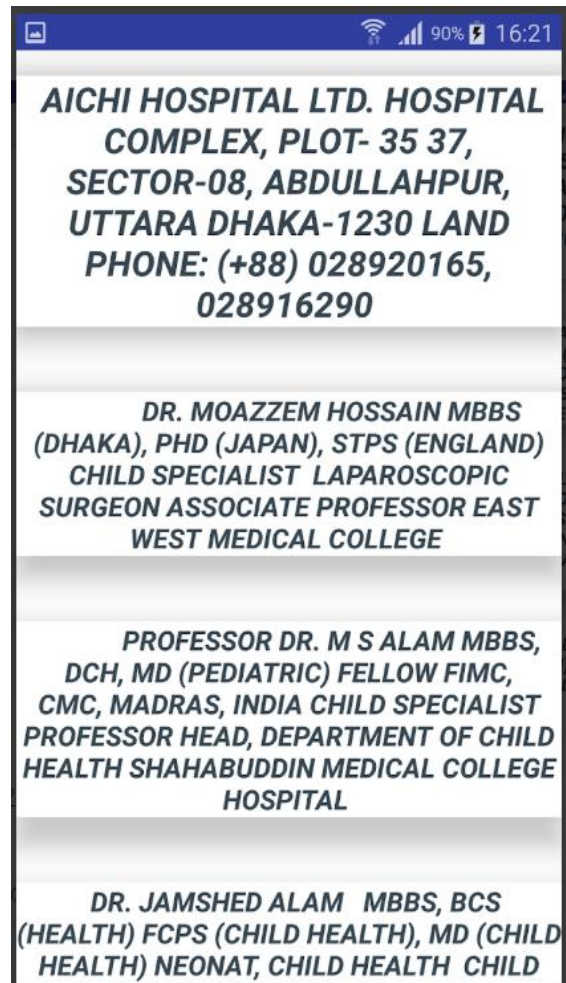 90% 16:21
AICHI HOSPITAL LTD. HOSPITAL
COMPLEX, PLOT- 35 37,
SECTOR-08, ABDULLAHPUR,
UTTARA DHAKA-1230 LAND
PHONE: (+88) 028920165,
028916290
DR. MOAZZEM HOSSAIN MBBS
(DHAKA), PHD (JAPAN), STPS (ENGLAND)
CHILD SPECIALIST LAPAROSCOPIC
SURGEON ASSOCIATE PROFESSOR EAST
WEST MEDICAL COLLEGE
PROFESSOR DR. M S ALAM MBBS,
DCH, MD (PEDIATRIC) FELLOW FIMC,
CMC, MADRAS, INDIA CHILD SPECIALIST
PROFESSOR HEAD, DEPARTMENT OF CHILD
HEALTH SHAHABUDDIN MEDICAL COLLEGE
HOSPITAL
DR. JAMSHED ALAM MBBS, BCS
(HEALTH) FCPS (CHILD HEALTH), MD (CHILD
HEALTH) NEONAT, CHILD HEALTH CHILD